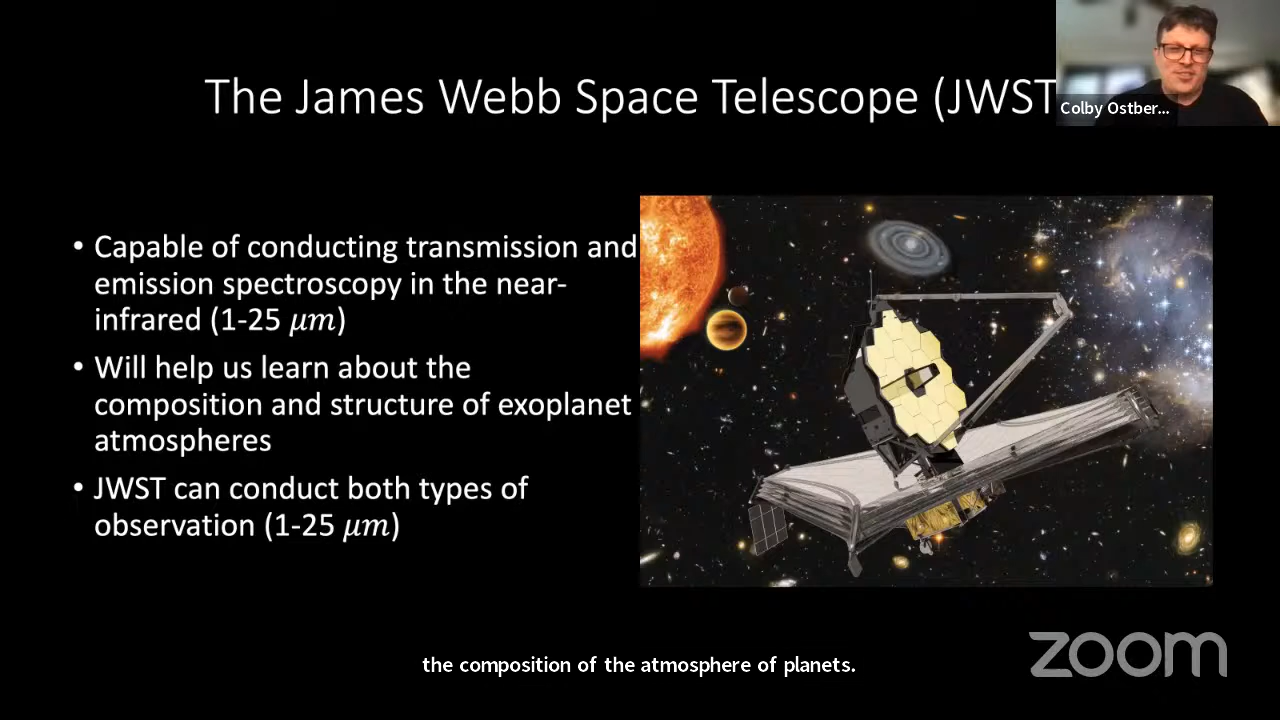 The James Webb Space Telescope (JWST
Colby Ostber...
• Capable of conducting transmission and
emission spectroscopy in the near-
infrared (1-25 μm)
• Will help us learn about the
composition and structure of exoplanet
atmospheres
• JWST can conduct both types of
observation (1-25 μm)
the composition of the atmosphere of planets.
zoom